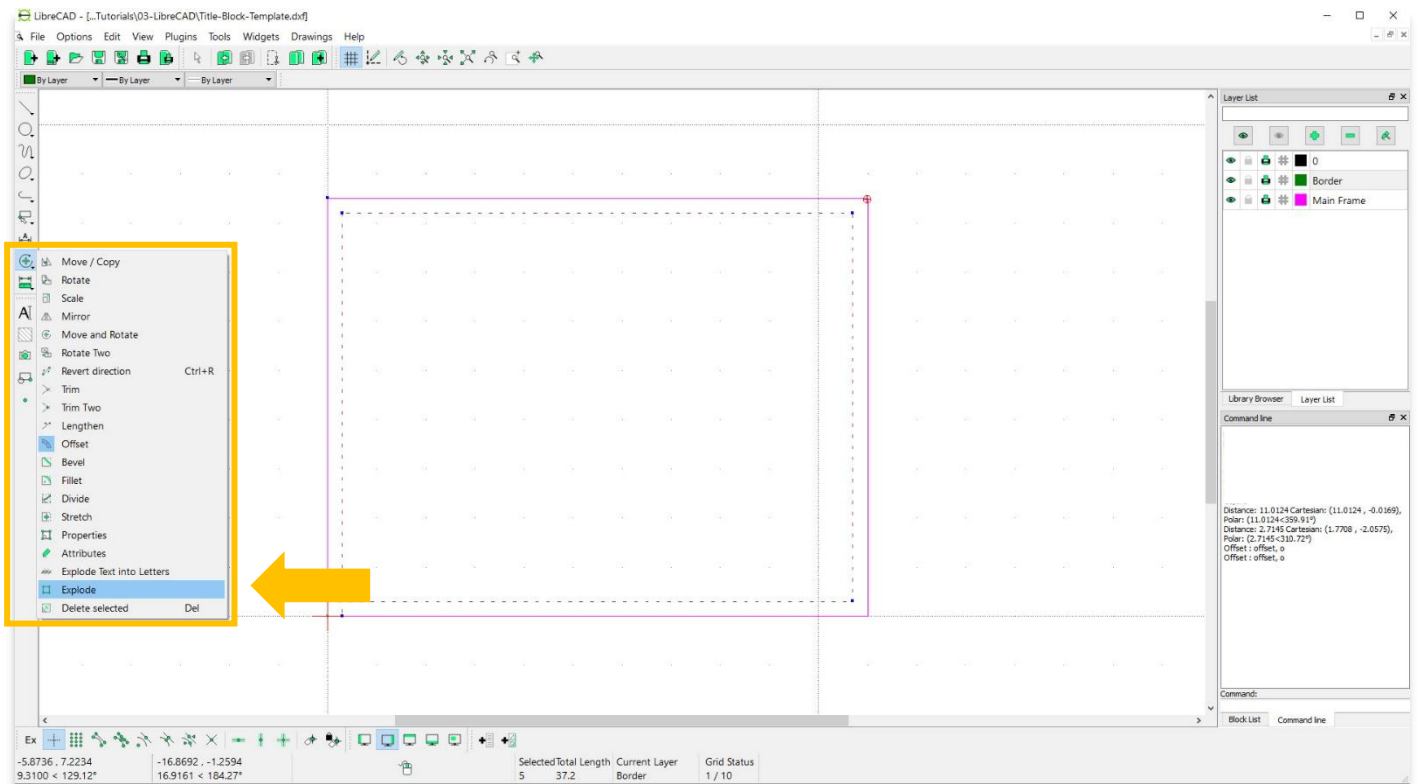 LibreCAD - [...Tutorials\03-LibreCAD\Title-Block-Template.dxf]
File Options Edit View Plugins Tools Widgets Drawings Help
By Layer By Layer By Layer
Layer List
0
Border
Main Frame
Move / Copy
Rotate
Scale
Mirror
Move and Rotate
Rotate Two
Revert direction Ctrl+R
Trim
Trim Two
Lengthen
Offset
Bevel
Fillet
Divide
Stretch
Properties
Attributes
Explode Text into Letters
Explode
Delete selected Del
A
Library Browser Layer List
Command line
Distance: 11.0124 Cartesian: (11.0124 , -0.0169),
Polar: (11.0124<359.91°)
Distance: 2.7145 Cartesian: (1.7708 , -2.0575),
Polar: (2.7145<310.72°)
Offset : offset, o
Offset : offset, o
Command:
Block List Command line
Ex
-5.8736 , 7.2234 -16.8692 , -1.2594 Selected Total Length Current Layer Grid Status
9.3100 < 129.12° 16.9161 < 184.27° 5 37.2 Border 1 / 10